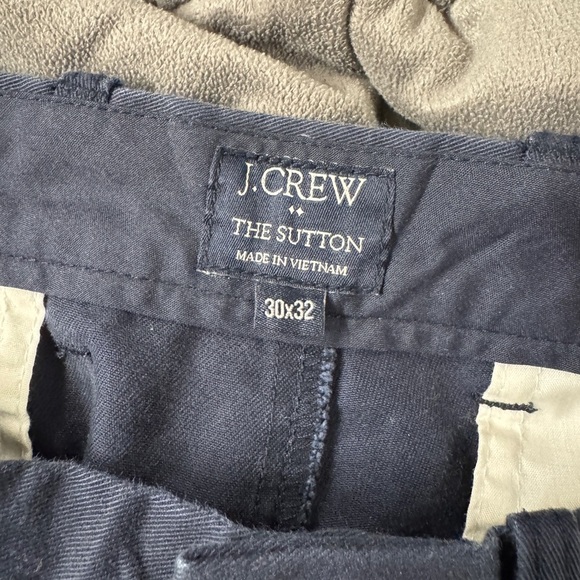 J.CREW
THE SUTTON
MADE IN VIETNAM
30x32